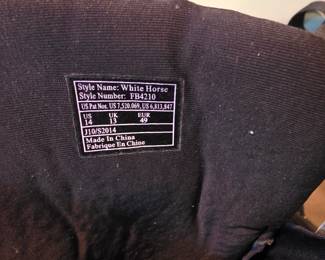 Style Name: White Horse
Style Number: FB4210
US Pat Nos. US 7,520,069, US 6,813,847
US UK EUR
14 13 49
J10/S2014
Made In China
Fabrique En Chine